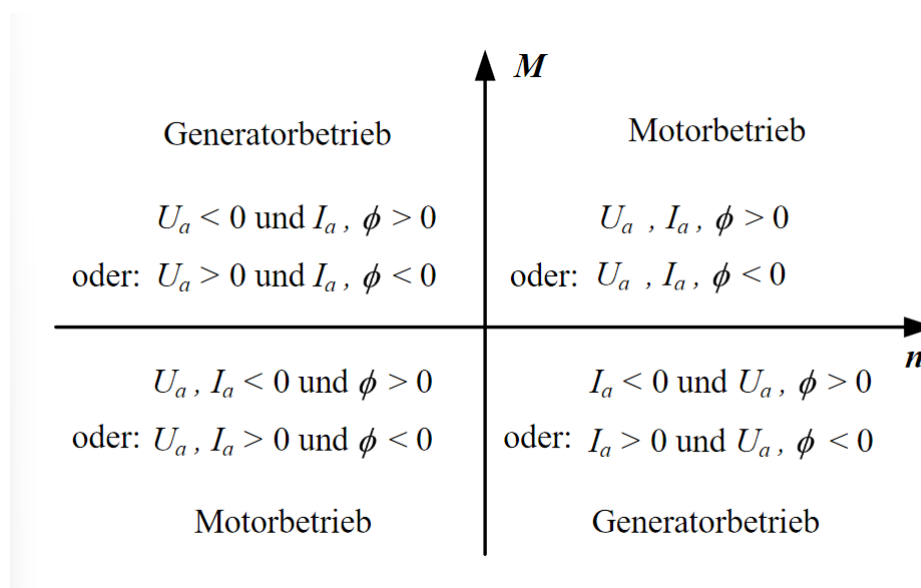 M
Generatorbetrieb
Motorbetrieb
Uₐ < 0 und Iₐ, ϕ > 0
oder: Uₐ > 0 und Iₐ, ϕ < 0
Uₐ , Iₐ, ϕ > 0
oder: Uₐ , Iₐ, ϕ < 0
n
Uₐ, Iₐ < 0 und ϕ > 0
oder: Uₐ, Iₐ > 0 und ϕ < 0
Motorbetrieb
Iₐ < 0 und Uₐ, ϕ > 0
oder: Iₐ > 0 und Uₐ, ϕ < 0
Generatorbetrieb